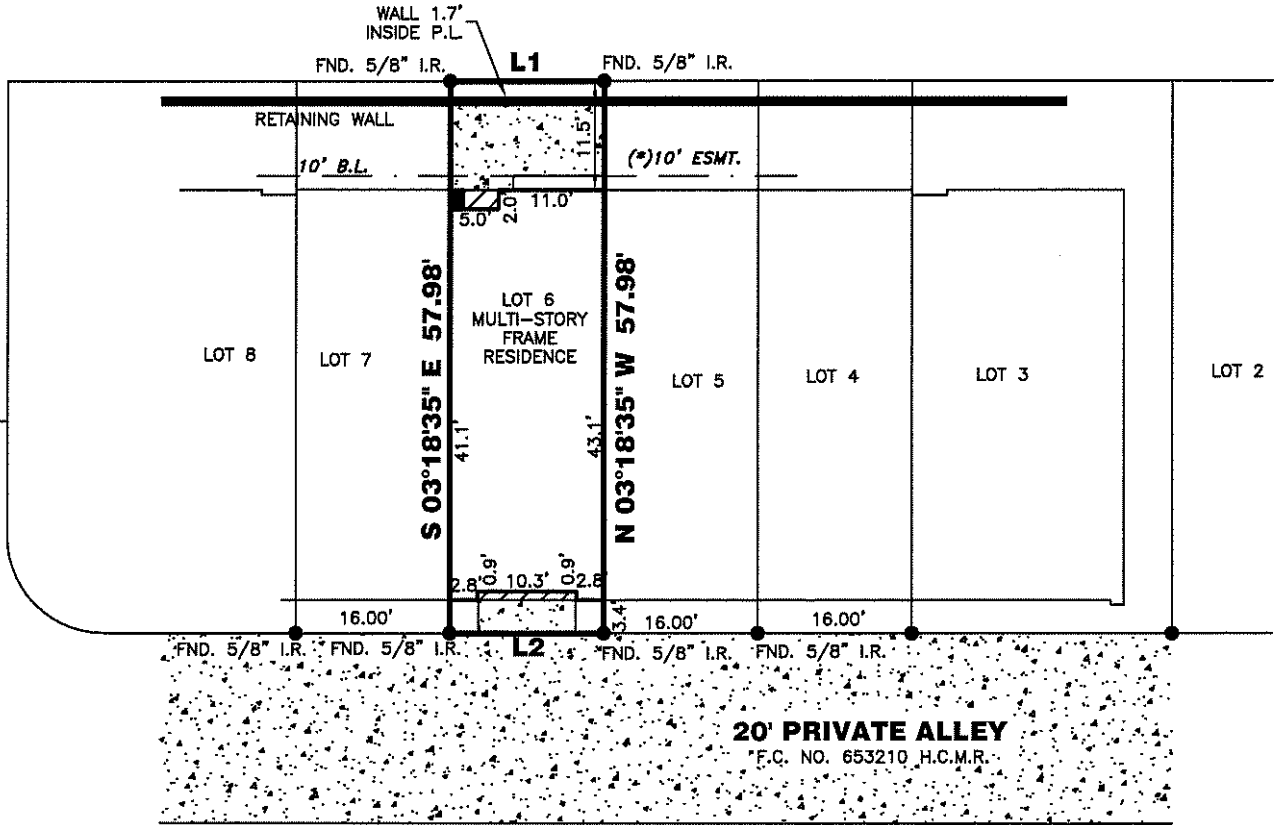 WALL 1.7'
INSIDE P.L.
FND. 5/8" I.R.
L1
FND. 5/8" I.R.
RETAINING WALL
11.5'
10' B.L.
(*)10' ESMT.
5.0'
2.0'
11.0'
S 03°18'35" E 57.98'
N 03°18'35" W 57.98'
LOT 6
MULTI-STORY
FRAME
RESIDENCE
LOT 8
LOT 7
LOT 5
LOT 4
LOT 3
LOT 2
41.1'
43.1'
2.8'
0.9'
10.3'
0.9'
2.8'
16.00'
3.4'
16.00'
16.00'
FND. 5/8" I.R.
FND. 5/8" I.R.
L2
FND. 5/8" I.R.
FND. 5/8" I.R.
20' PRIVATE ALLEY
F.C. NO. 653210 H.C.M.R.